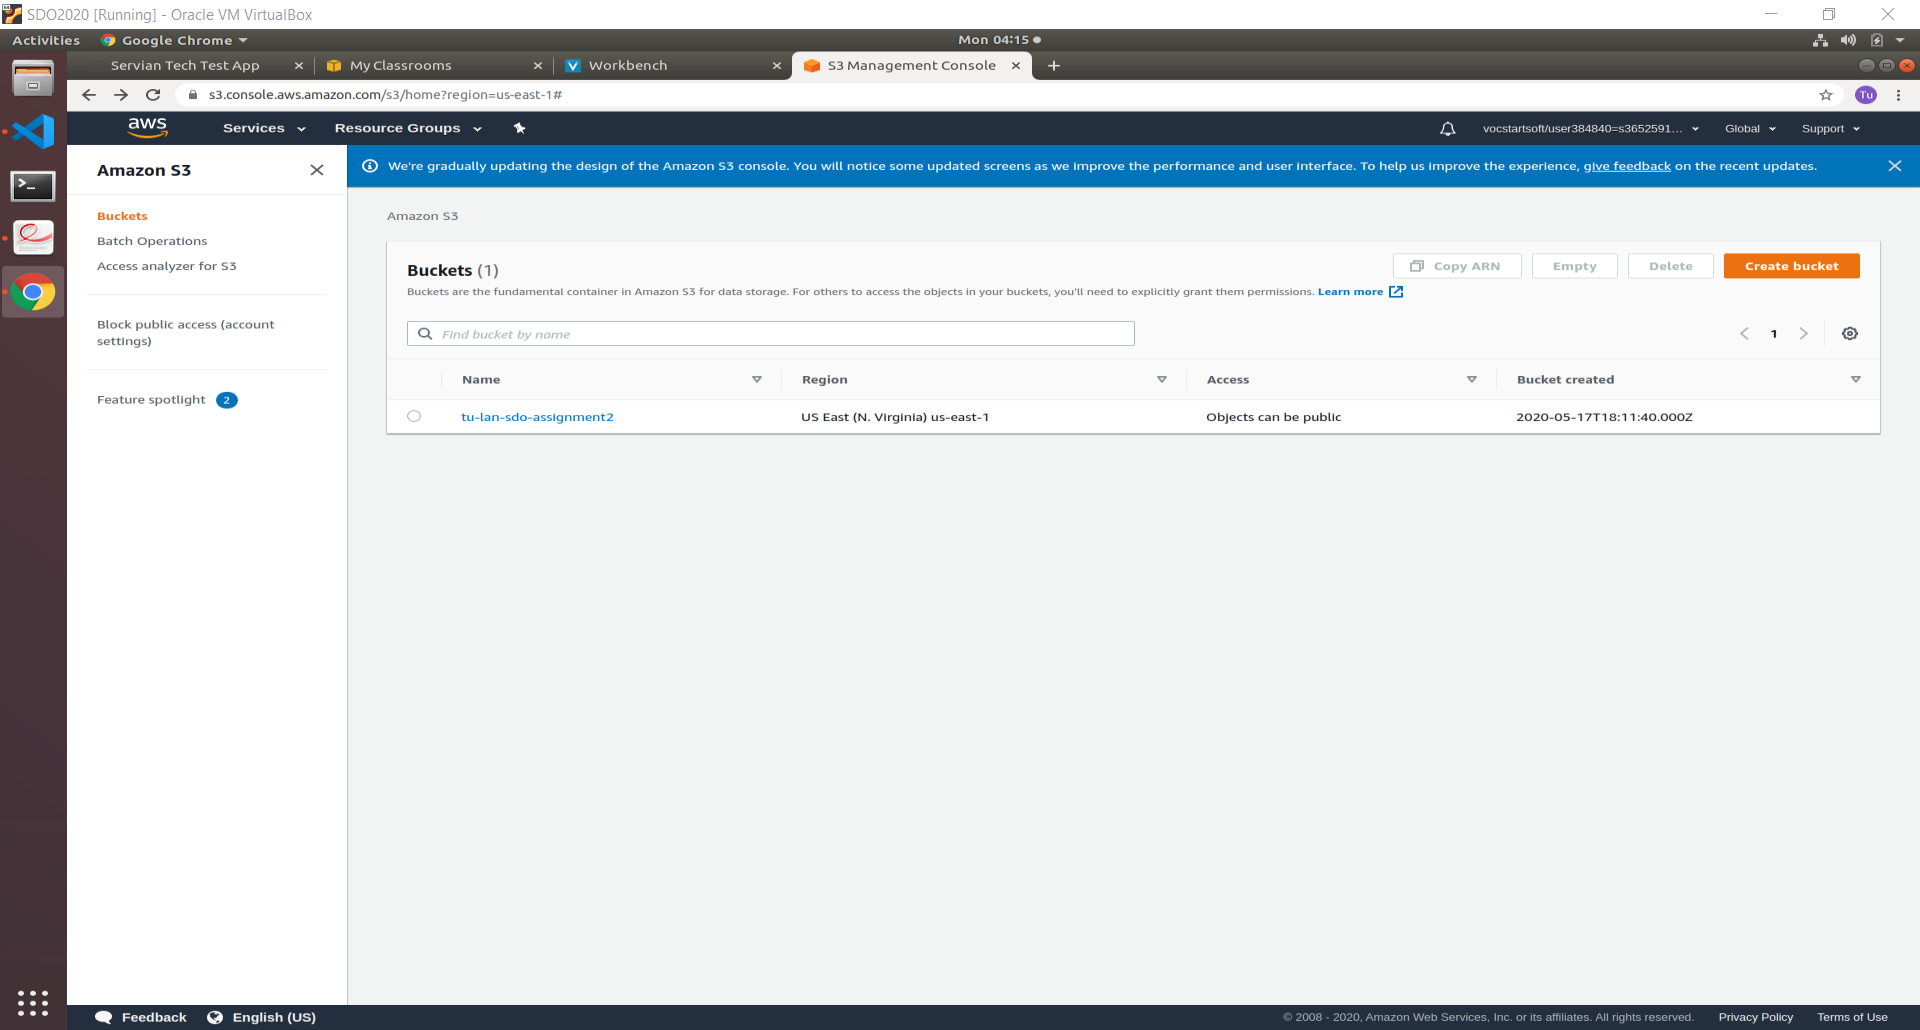 SDO2020 [Running] - Oracle VM VirtualBox
Activities Google Chrome Mon 04:15
Servian Tech Test App My Classrooms Workbench S3 Management Console
s3.console.aws.amazon.com/s3/home?region=us-east-1# Tu
aws Services Resource Groups vocstartsoft/user384840=s3652591... Global Support
Amazon S3
We're gradually updating the design of the Amazon S3 console. You will notice some updated screens as we improve the performance and user interface. To help us improve the experience, give feedback on the recent updates.
Buckets
Batch Operations
Access analyzer for S3
Block public access (account
settings)
Feature spotlight 2
Amazon S3
Buckets (1)
Copy ARN Empty Delete Create bucket
Buckets are the fundamental container in Amazon S3 for data storage. For others to access the objects in your buckets, you'll need to explicitly grant them permissions. Learn more
Find bucket by name
1
Name Region Access Bucket created
tu-lan-sdo-assignment2 US East (N. Virginia) us-east-1 Objects can be public 2020-05-17T18:11:40.000Z
Feedback English (US) © 2008 - 2020, Amazon Web Services, Inc. or its affiliates. All rights reserved. Privacy Policy Terms of Use